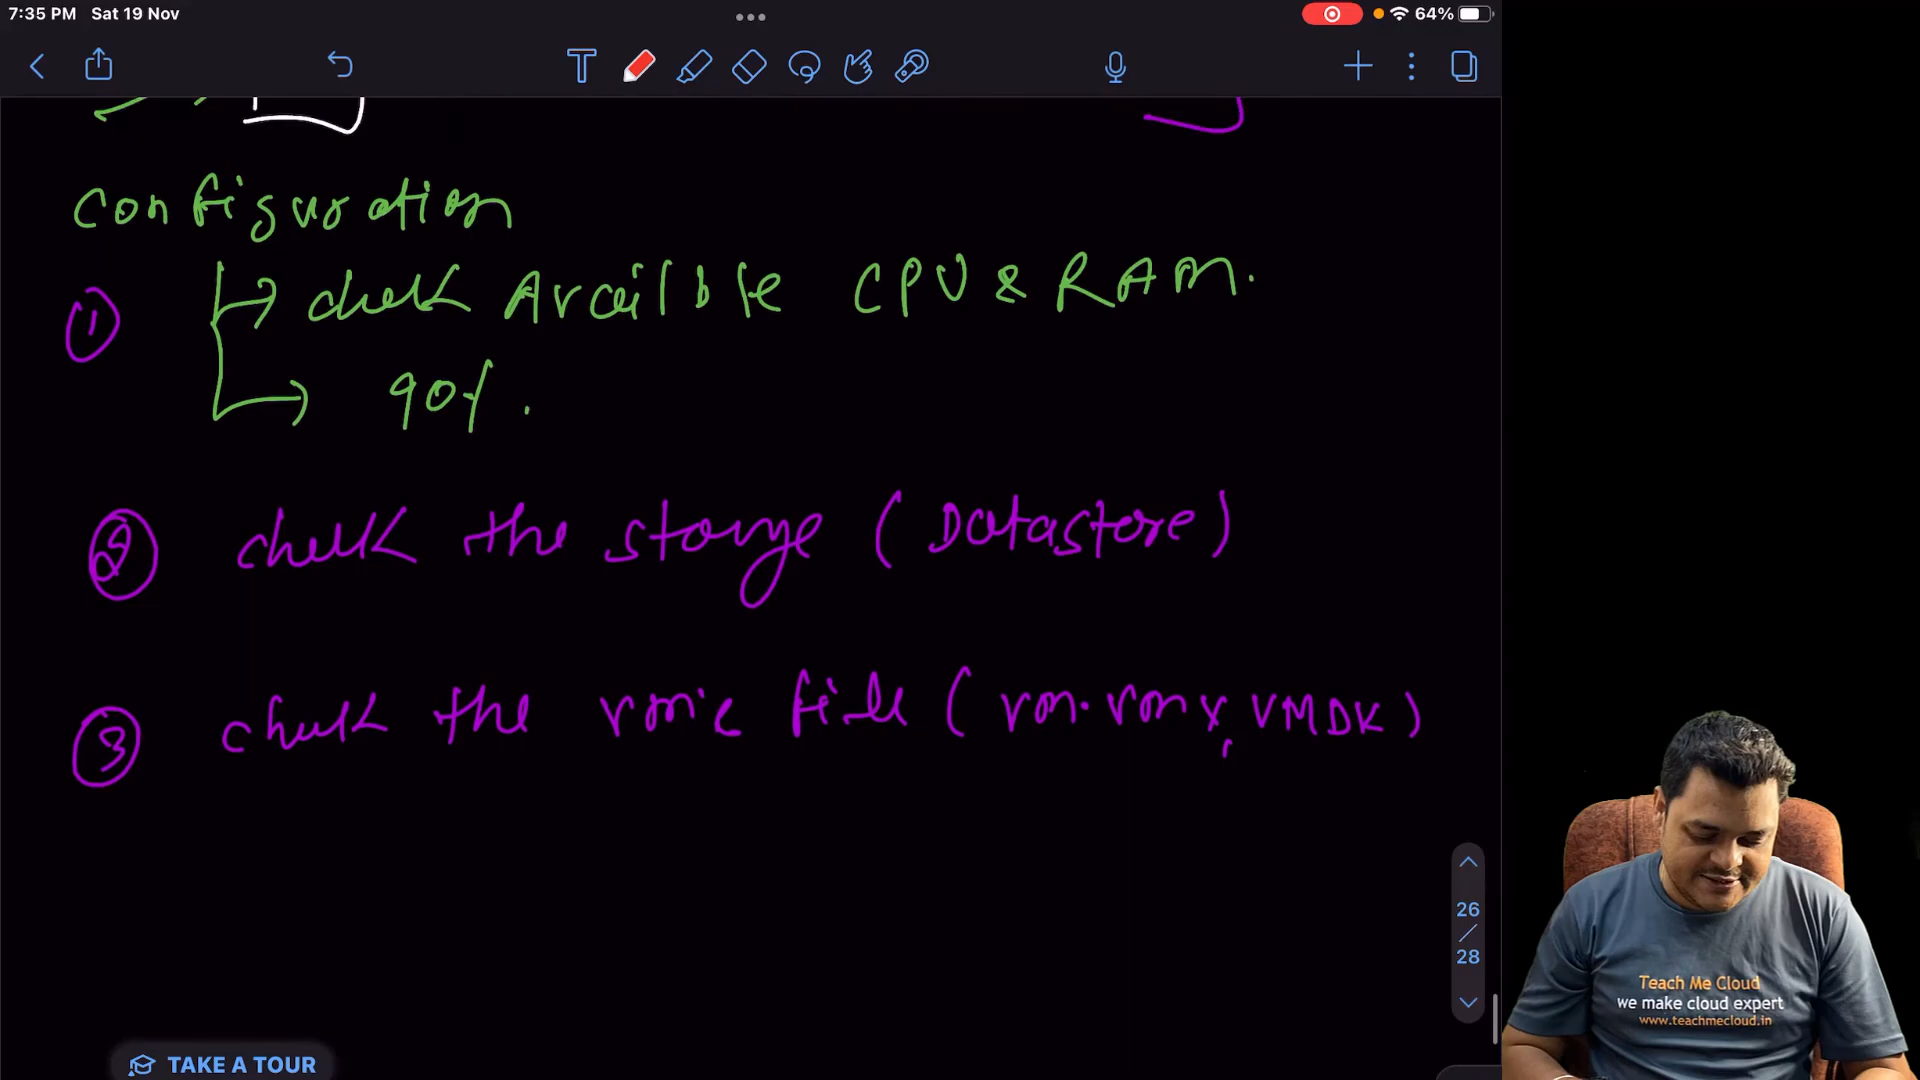 7:35 PM Sat 19 Nov
64%
T
Configuration
① check Availble CPU & RAM.
90%.
② check the storage (Datastore)
③ check the file (vm.vmx, VMDK)
26
/
28
Teach Me Cloud
we make cloud expert
www.teachmecloud.in
TAKE A TOUR